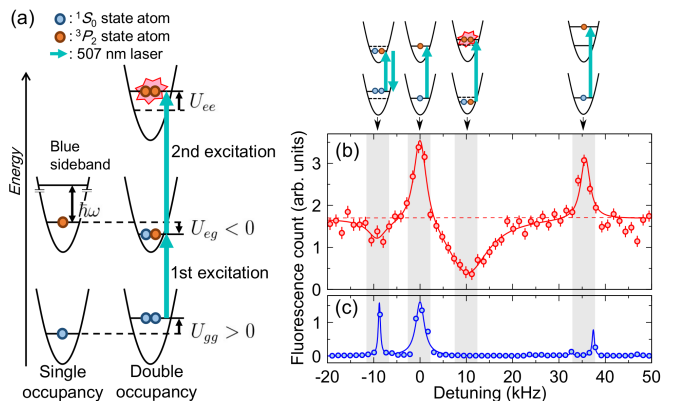 (a)
: ¹S₀ state atom
: ³P₂ state atom
: 507 nm laser
Energy
Blue
sideband
ħω
U_ee
2nd excitation
U_eg < 0
1st excitation
U_gg > 0
Single
occupancy
Double
occupancy
(b)
Fluorescence count (arb. units)
3
2
1
0
(c)
1
0
-20 -10 0 10 20 30 40 50
Detuning (kHz)